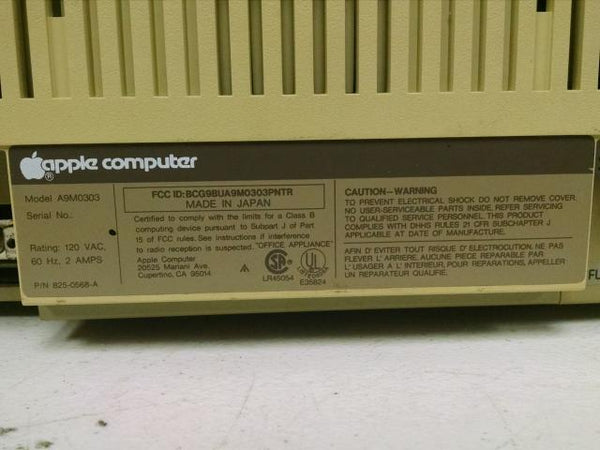 apple computer
Model A9M0303
Serial No.:
Rating: 120 VAC,
60 Hz, 2 AMPS
P/N 825-0568-A
FCC ID: BCG9BUA9M0303PNTR
MADE IN JAPAN
Certified to comply with the limits for a Class B
computing device pursuant to Subpart J of Part
15 of FCC rules. See instructions if interference
to radio reception is suspected. "OFFICE APPLIANCE"
Apple Computer
20525 Mariani Ave.
Cupertino, CA 95014
LR45054
UL
E35824
CAUTION-WARNING
TO PREVENT ELECTRICAL SHOCK DO NOT REMOVE COVER.
NO USER-SERVICEABLE PARTS INSIDE. REFER SERVICING
TO QUALIFIED SERVICE PERSONNEL. THIS PRODUCT
COMPLIES WITH DHHS RULES 21 CFR SUBCHAPTER J
APPLICABLE AT DATE OF MANUFACTURE.
AFIN D'EVITER TOUT RISQUE D'ELECTROCUTION, NE PAS
FLEVER L'ARRIERE. AUCUNE PIECE REPARABLE PAR
L'USAGER A L'INTERIEUR, POUR REPARATIONS, APPELLER
UN REPARATEUR QUALIFIE.
FL